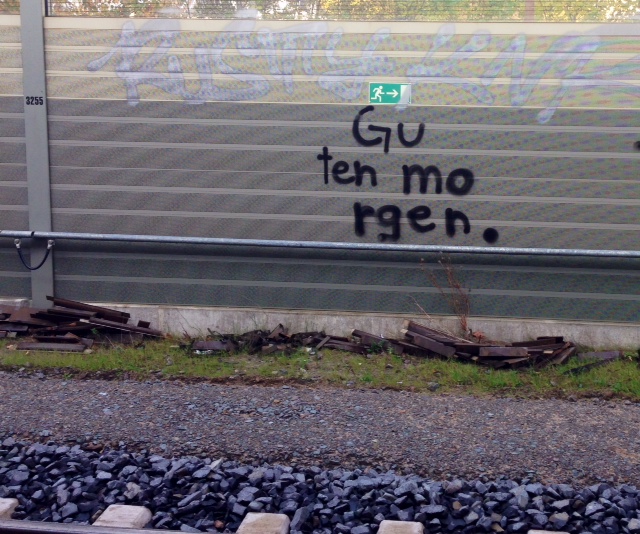 3255
Gu
ten mo
rgen.